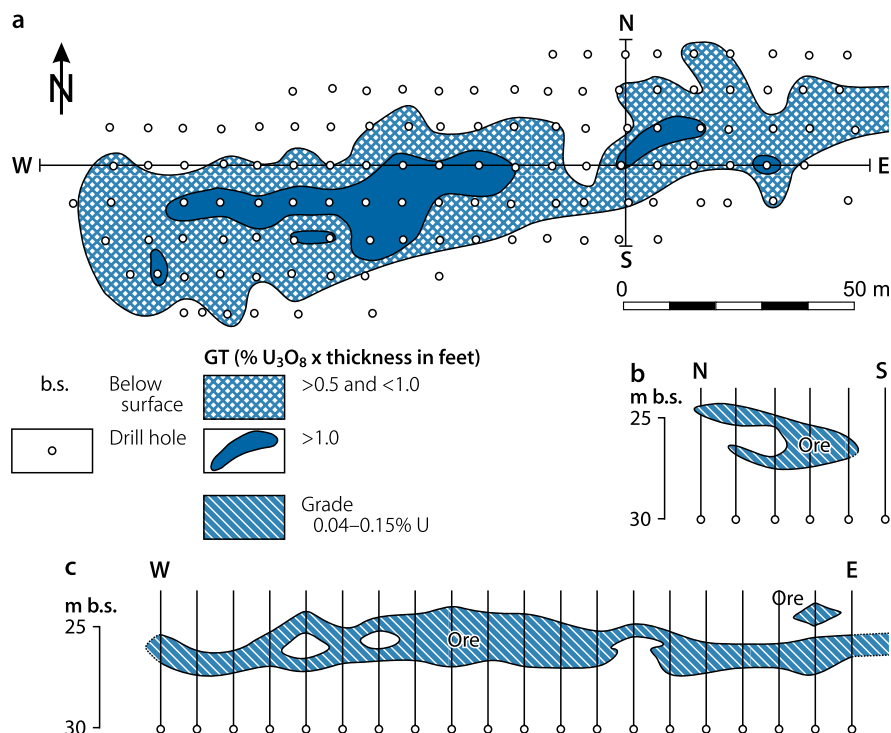 a
N
N
W
E
S
0
50 m
GT (% U₃O₈ x thickness in feet)
b.s.
Below
surface
>0.5 and <1.0
Drill hole
>1.0
Grade
0.04–0.15% U
b
N
S
m b.s.
25
Ore
30
c
W
E
m b.s.
Ore
25
Ore
30